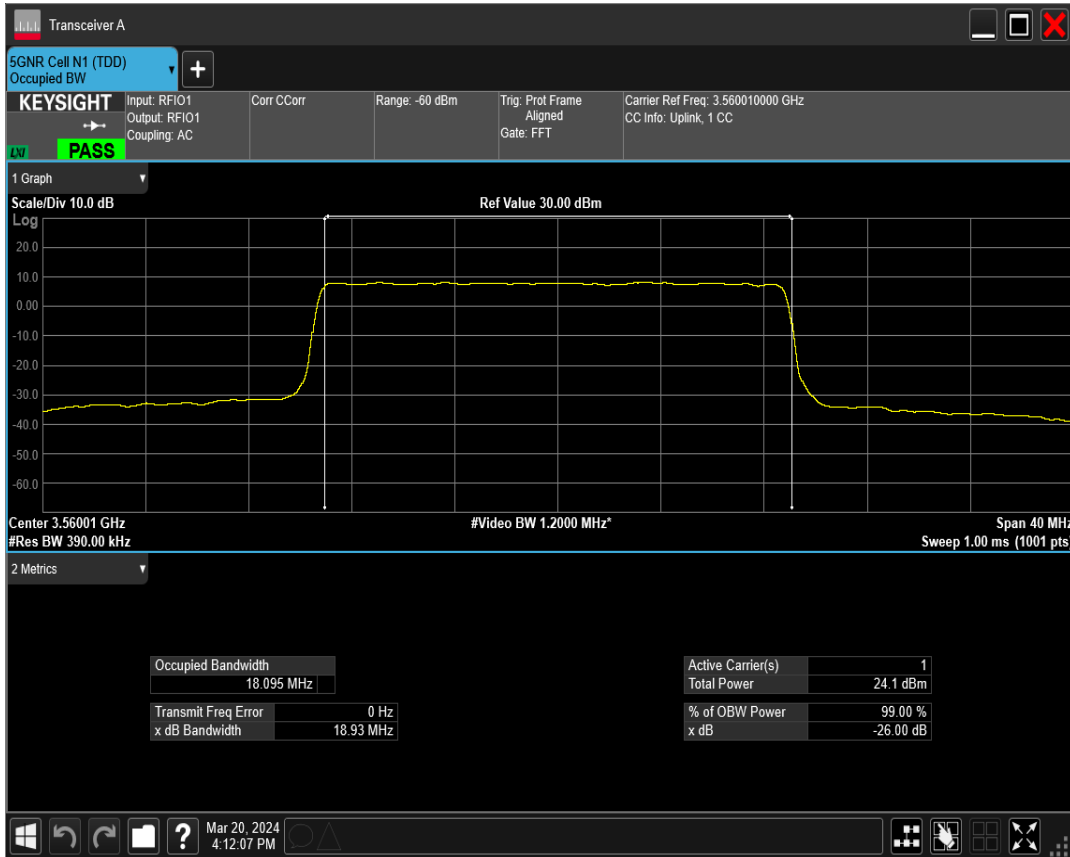 Transceiver A
5GNR Cell N1 (TDD)
Occupied BW
+
KEYSIGHT
LXI
PASS
Input: RFIO1
Output: RFIO1
Coupling: AC
Corr CCorr
Range: -60 dBm
Trig: Prot Frame
Aligned
Gate: FFT
Carrier Ref Freq: 3.560010000 GHz
CC Info: Uplink, 1 CC
1 Graph
Scale/Div 10.0 dB
Ref Value 30.00 dBm
Log
20.0
10.0
0.00
-10.0
-20.0
-30.0
-40.0
-50.0
-60.0
Center 3.56001 GHz
#Video BW 1.2000 MHz*
Span 40 MHz
#Res BW 390.00 kHz
Sweep 1.00 ms (1001 pts)
2 Metrics
Occupied Bandwidth
18.095 MHz
Transmit Freq Error 0 Hz
x dB Bandwidth 18.93 MHz
Active Carrier(s) 1
Total Power 24.1 dBm
% of OBW Power 99.00 %
x dB -26.00 dB
?
Mar 20, 2024
4:12:07 PM